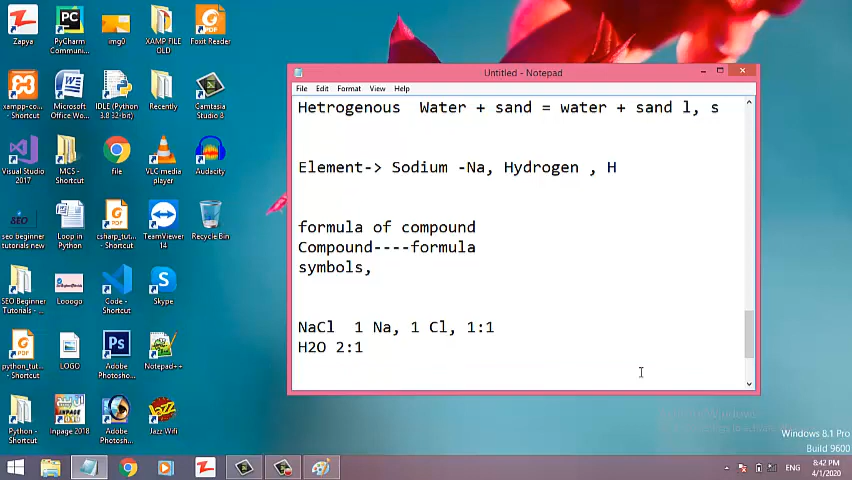 Zapya
PyCharm
Communi...
img0
XAMP FILE
OLD
Foxit Reader
xampp-co...
- Shortcut
Microsoft
Office Wo...
IDLE (Python
3.8 32-bit)
Recently
Camtasia
Studio 8
Visual Studio
2017
MCS -
Shortcut
file
VLC media
player
Audacity
SEO
seo beginner
tutorials new
Loop in
Python
csharp_tut...
- Shortcut
TeamViewer
14
Recycle Bin
SEO Beginner
Tutorials - ...
Looogo
Code -
Shortcut
Skype
python_tut...
- Shortcut
LOGO
Ps
Adobe
Photosho...
Notepad++
Python -
Shortcut
INPAGE
Inpage 2018
Adobe
Photosh...
Jazz
Jazz Wifi
Untitled - Notepad
File Edit Format View Help
Hetrogenous Water + sand = water + sand l, s
Element-> Sodium -Na, Hydrogen , H
formula of compound
Compound----formula
symbols,
NaCl 1 Na, 1 Cl, 1:1
H2O 2:1
Windows 8.1 Pro
Build 9600
ENG
8:42 PM
4/1/2020